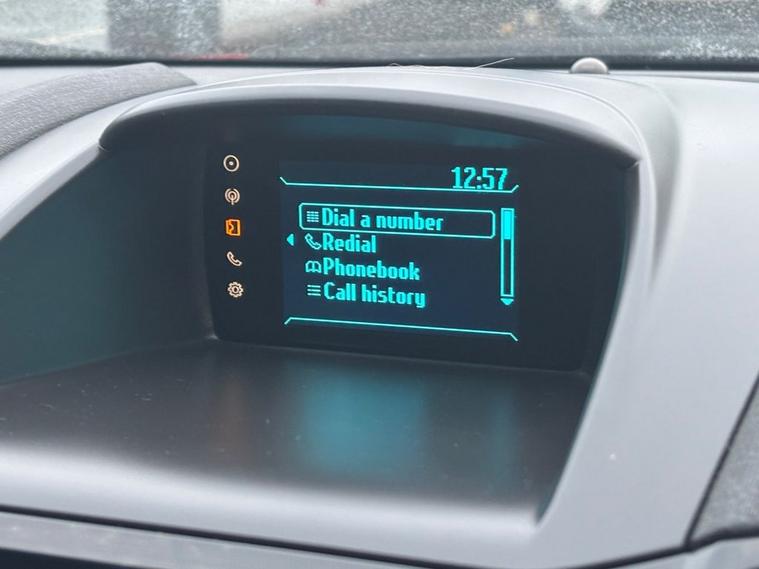 12:57
Dial a number
Redial
Phonebook
Call history